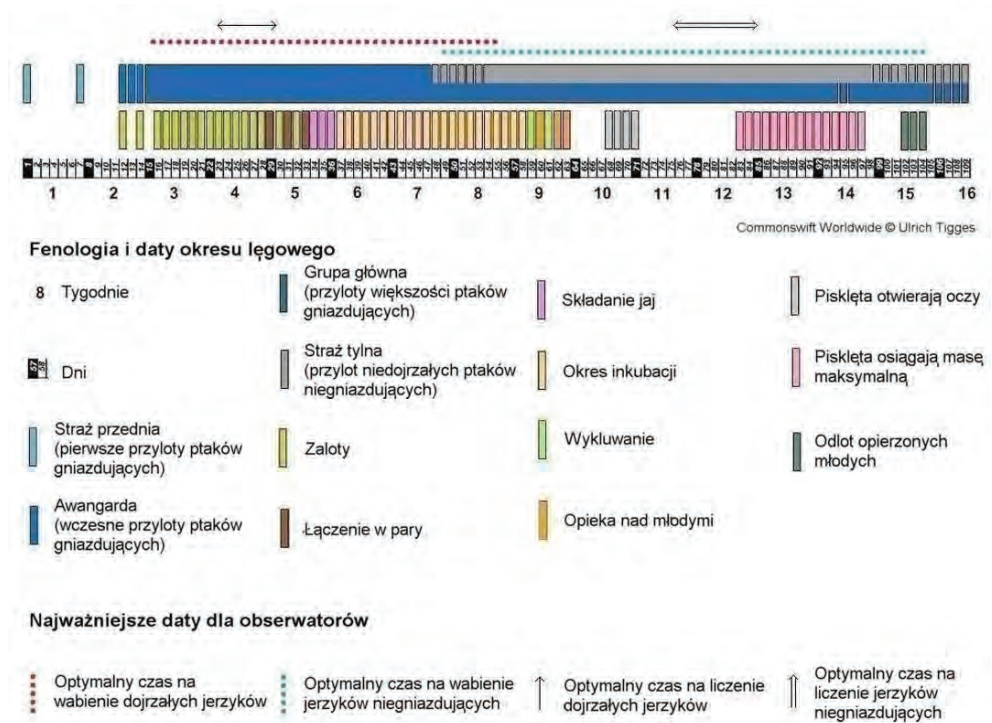 1 2 3 4 5 6 7 8 9 10 11 12 13 14 15 16
Commonswift Worldwide © Ulrich Tigges
Fenologia i daty okresu lęgowego
8 Tygodnie
57 58 Dni
Straż przednia
(pierwsze przyloty ptaków
gniazdujących)
Awangarda
(wczesne przyloty ptaków
gniazdujących)
Grupa główna
(przyloty większości ptaków
gniazdujących)
Straż tylna
(przylot niedojrzałych ptaków
niegniazdujących)
Zaloty
Łączenie w pary
Składanie jaj
Okres inkubacji
Wykluwanie
Opieka nad młodymi
Pisklęta otwierają oczy
Pisklęta osiągają masę
maksymalną
Odlot opierzonych
młodych
Najważniejsze daty dla obserwatorów
Optymalny czas na
wabienie dojrzałych jerzyków
Optymalny czas na wabienie
jerzyków niegniazdujących
Optymalny czas na liczenie
dojrzałych jerzyków
Optymalny czas na
liczenie jerzyków
niegniazdujących